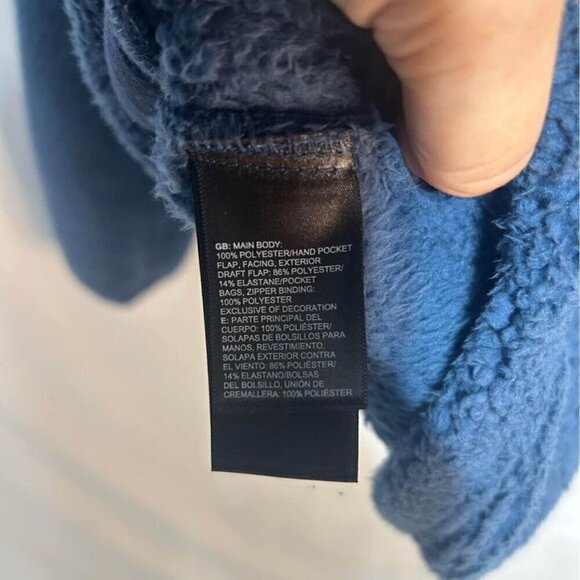 GB: MAIN BODY:
100% POLYESTER/HAND POCKET
FLAP, FACING, EXTERIOR
DRAFT FLAP: 86% POLYESTER/
14% ELASTANE/POCKET
BAGS, ZIPPER BINDING:
100% POLYESTER
EXCLUSIVE OF DECORATION
E: PARTE PRINCIPAL DEL
CUERPO: 100% POLIÉSTER/
SOLAPAS DE BOLSILLOS PARA
MANOS, REVESTIMIENTO,
SOLAPA EXTERIOR CONTRA
EL VIENTO: 86% POLIÉSTER/
14% ELASTANO/BOLSAS
DEL BOLSILLO, UNIÓN DE
CREMALLERA: 100% POLIÉSTER